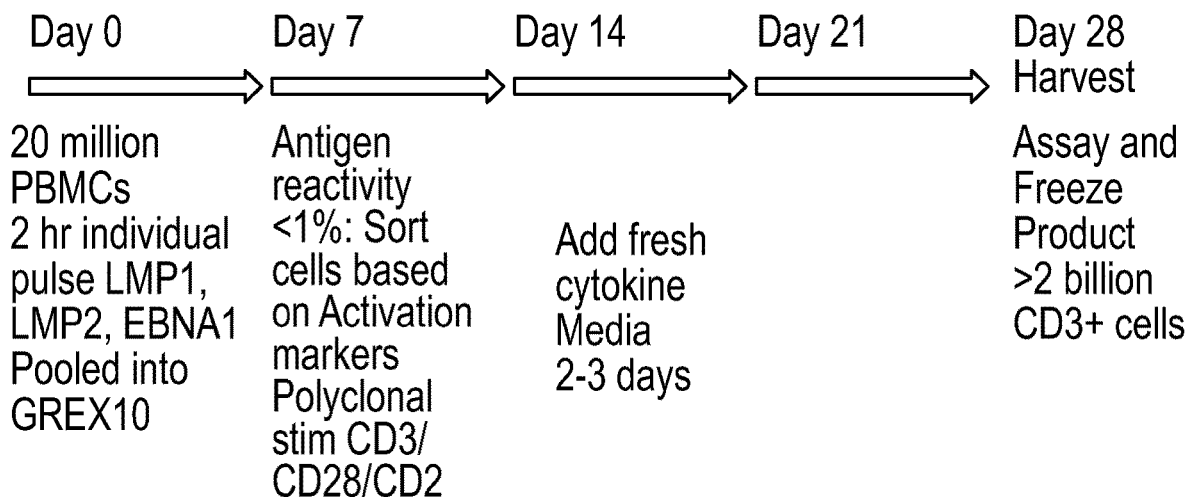 Day 0
Day 7
Day 14
Day 21
Day 28
Harvest
20 million
PBMCs
2 hr individual
pulse LMP1,
LMP2, EBNA1
Pooled into
GREX10
Antigen
reactivity
<1%: Sort
cells based
on Activation
markers
Polyclonal
stim CD3/
CD28/CD2
Add fresh
cytokine
Media
2-3 days
Assay and
Freeze
Product
>2 billion
CD3+ cells